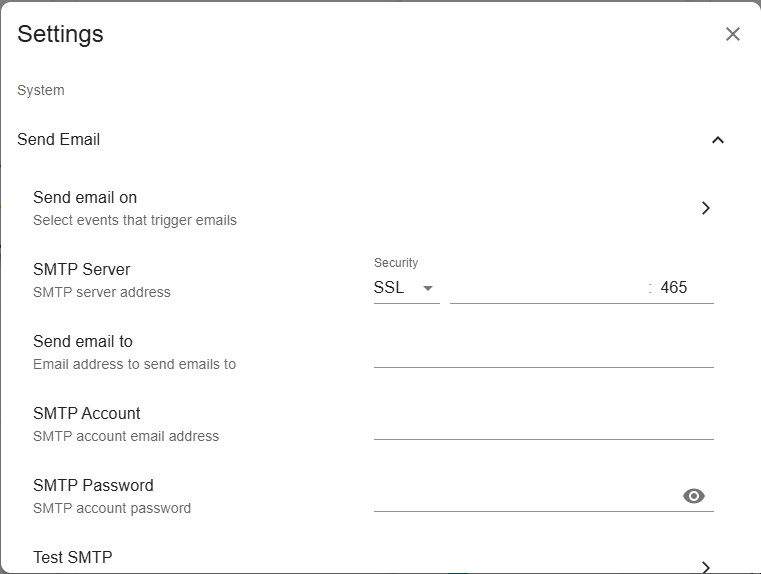 Settings
System
Send Email
Send email on
Select events that trigger emails
Security
SMTP Server
SSL : 465
SMTP server address
Send email to
Email address to send emails to
SMTP Account
SMTP account email address
SMTP Password
SMTP account password
Test SMTP